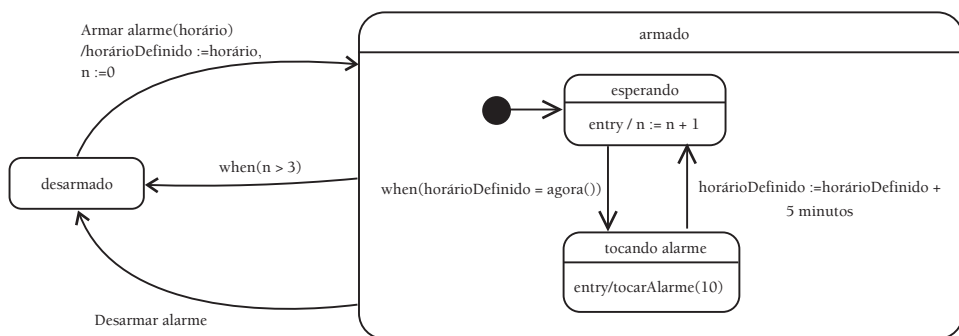 Armar alarme(horário)
/horárioDefinido :=horário,
n :=0
armado
esperando
entry / n := n + 1
when(n > 3)
desarmado
when(horárioDefinido = agora())
horárioDefinido :=horárioDefinido +
5 minutos
tocando alarme
entry/tocarAlarme(10)
Desarmar alarme